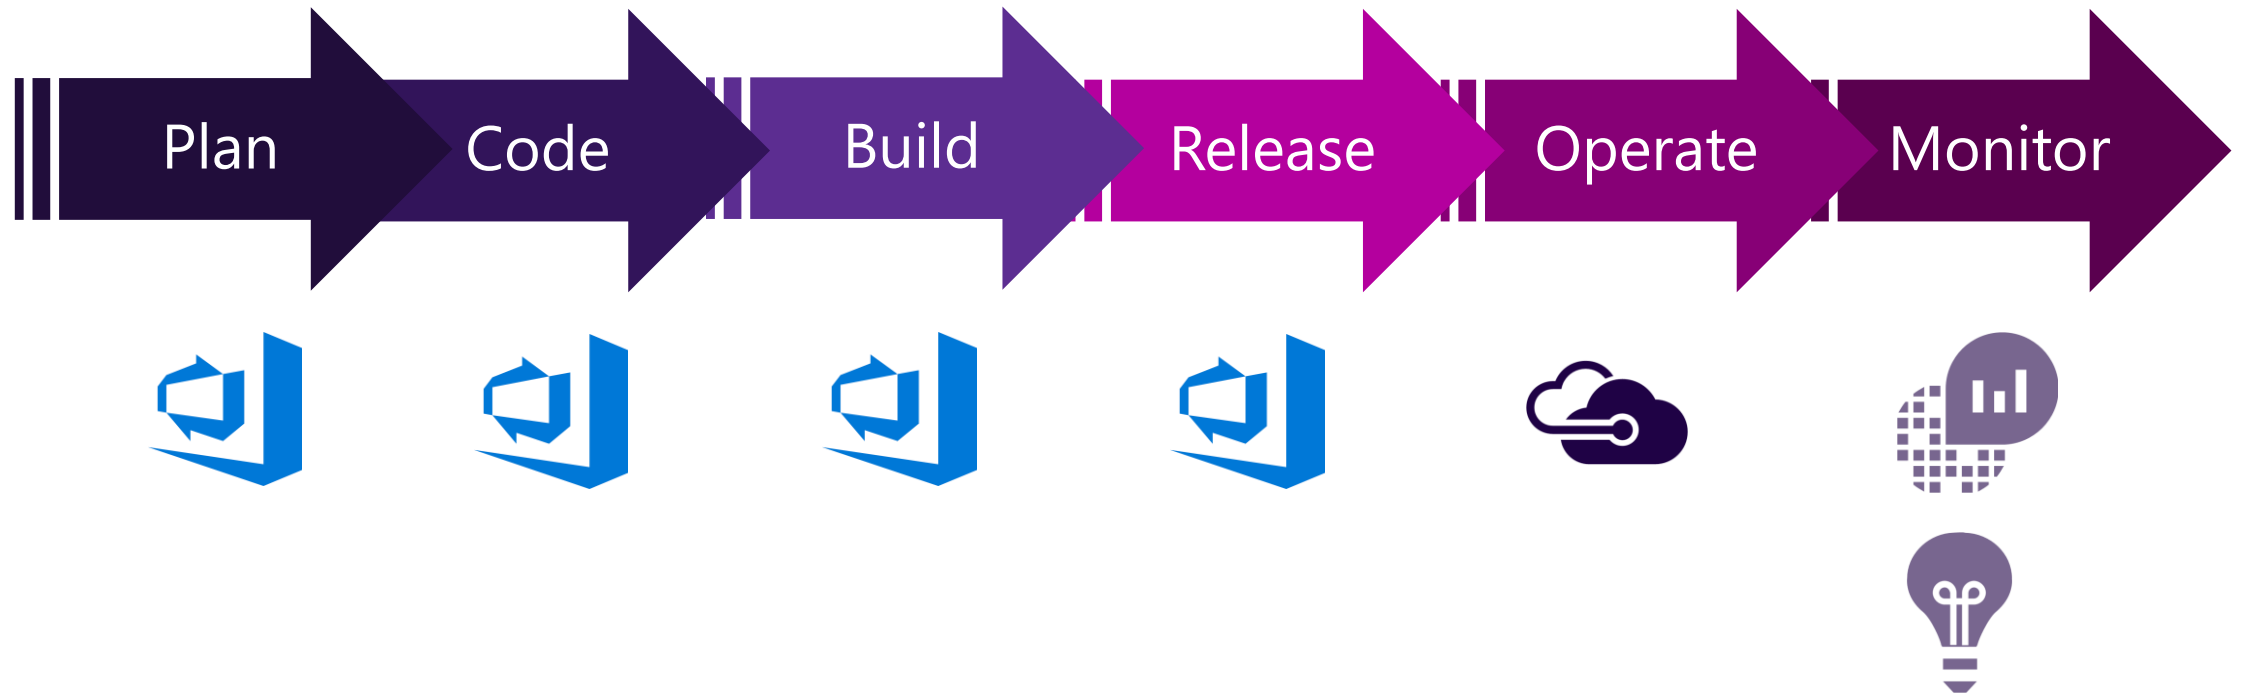 Plan
Code
Build
Release
Operate
Monitor